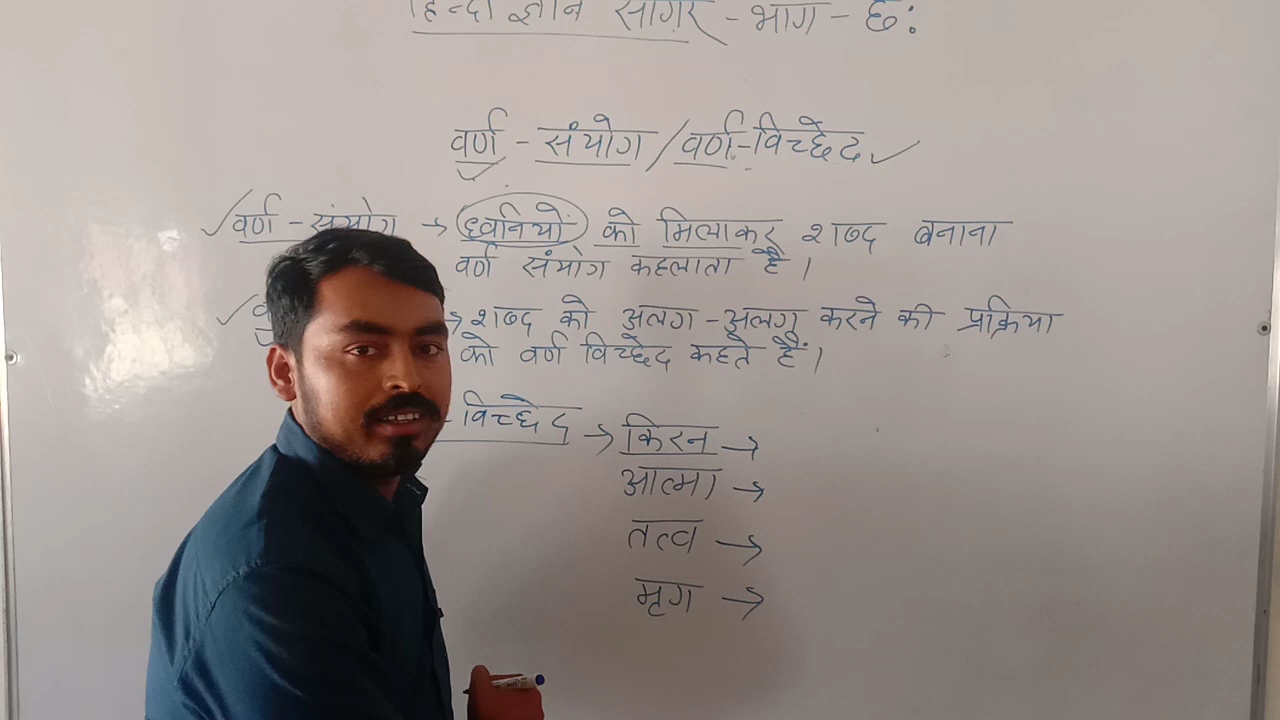 हिन्दी ज्ञान सागर - भाग - छ:
वर्ण - संयोग / वर्ण-विच्छेद
वर्ण - संयोग → ध्वनियों को मिलाकर शब्द बनाना
वर्ण संयोग कहलाता है।
→ शब्द को अलग - अलग करने की प्रक्रिया
को वर्ण विच्छेद कहते हैं।
- विच्छेद → किरन →
आत्मा →
तत्व →
मृग →